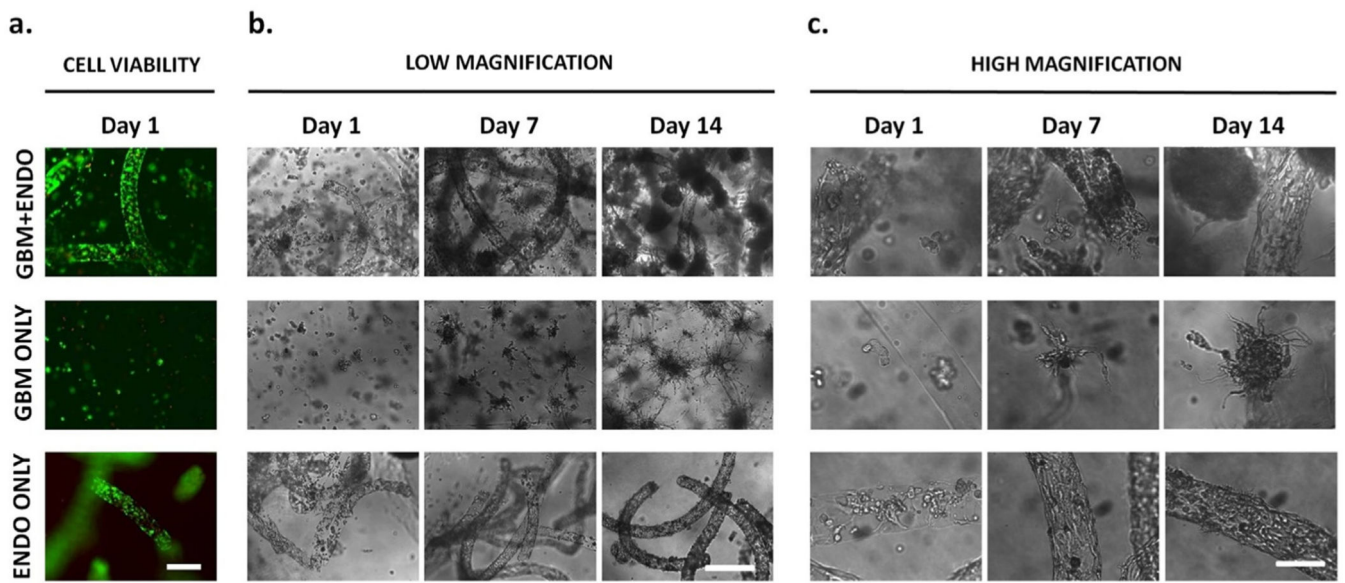 a.
b.
c.
CELL VIABILITY
LOW MAGNIFICATION
HIGH MAGNIFICATION
Day 1
Day 1
Day 7
Day 14
Day 1
Day 7
Day 14
GBM+ENDO
GBM ONLY
ENDO ONLY